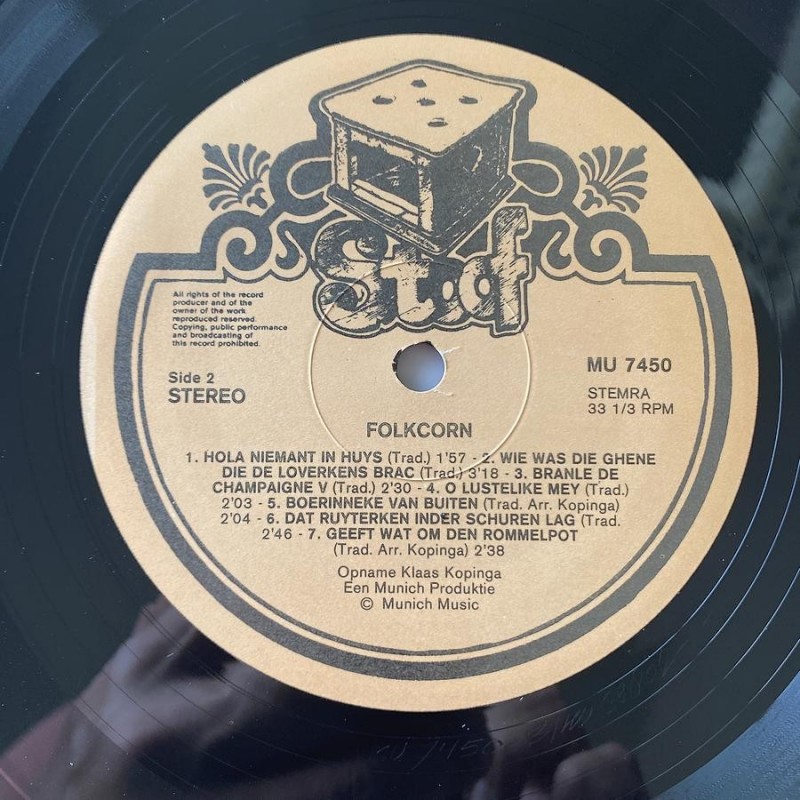 Stoof
All rights of the record
producer and of the
owner of the work
reproduced reserved.
Copying, public performance
and broadcasting of
this record prohibited.
Side 2
STEREO
MU 7450
STEMRA
33 1/3 RPM
FOLKCORN
1. HOLA NIEMANT IN HUYS (Trad.) 1'57 - 2. WIE WAS DIE GHENE
DIE DE LOVERKENS BRAC (Trad.) 3'18 - 3. BRANLE DE
CHAMPAIGNE V (Trad.) 2'30 - 4. O LUSTELIKE MEY (Trad.)
2'03 - 5. BOERINNEKE VAN BUITEN (Trad. Arr. Kopinga)
2'04 - 6. DAT RUYTERKEN INDER SCHUREN LAG (Trad.
2'46 - 7. GEEFT WAT OM DEN ROMMELPOT
(Trad. Arr. Kopinga) 2'38
Opname Klaas Kopinga
Een Munich Produktie
© Munich Music